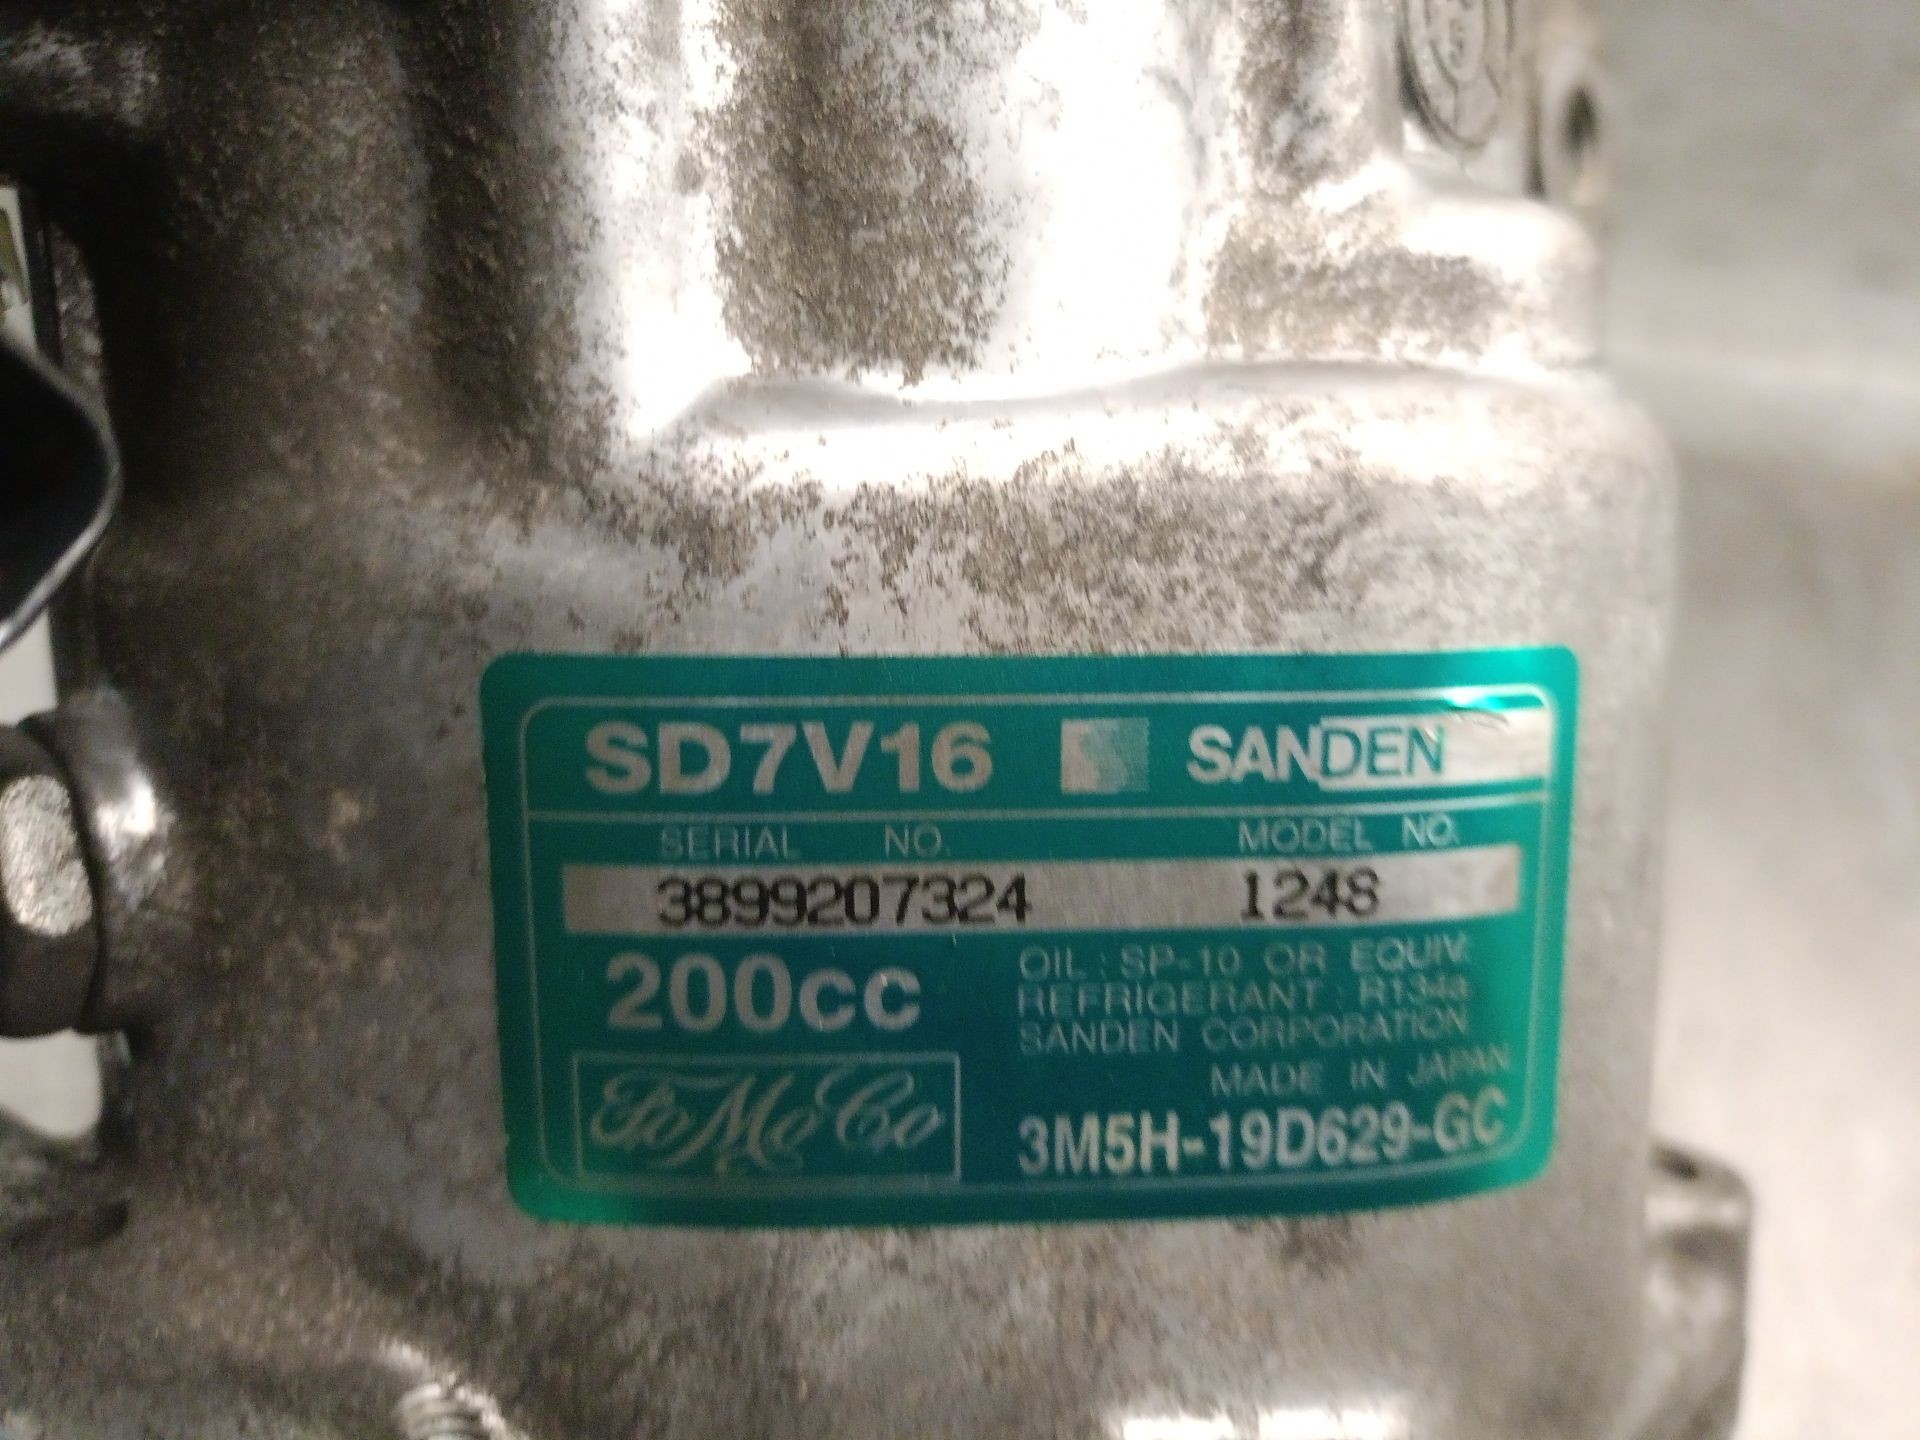 SD7V16 SANDEN
SERIAL NO. MODEL NO.
3899207324 1248
200cc
OIL : SP-10 OR EQUIV.
REFRIGERANT : R134a
SANDEN CORPORATION
MADE IN JAPAN
FoMoCo
3M5H-19D629-GC